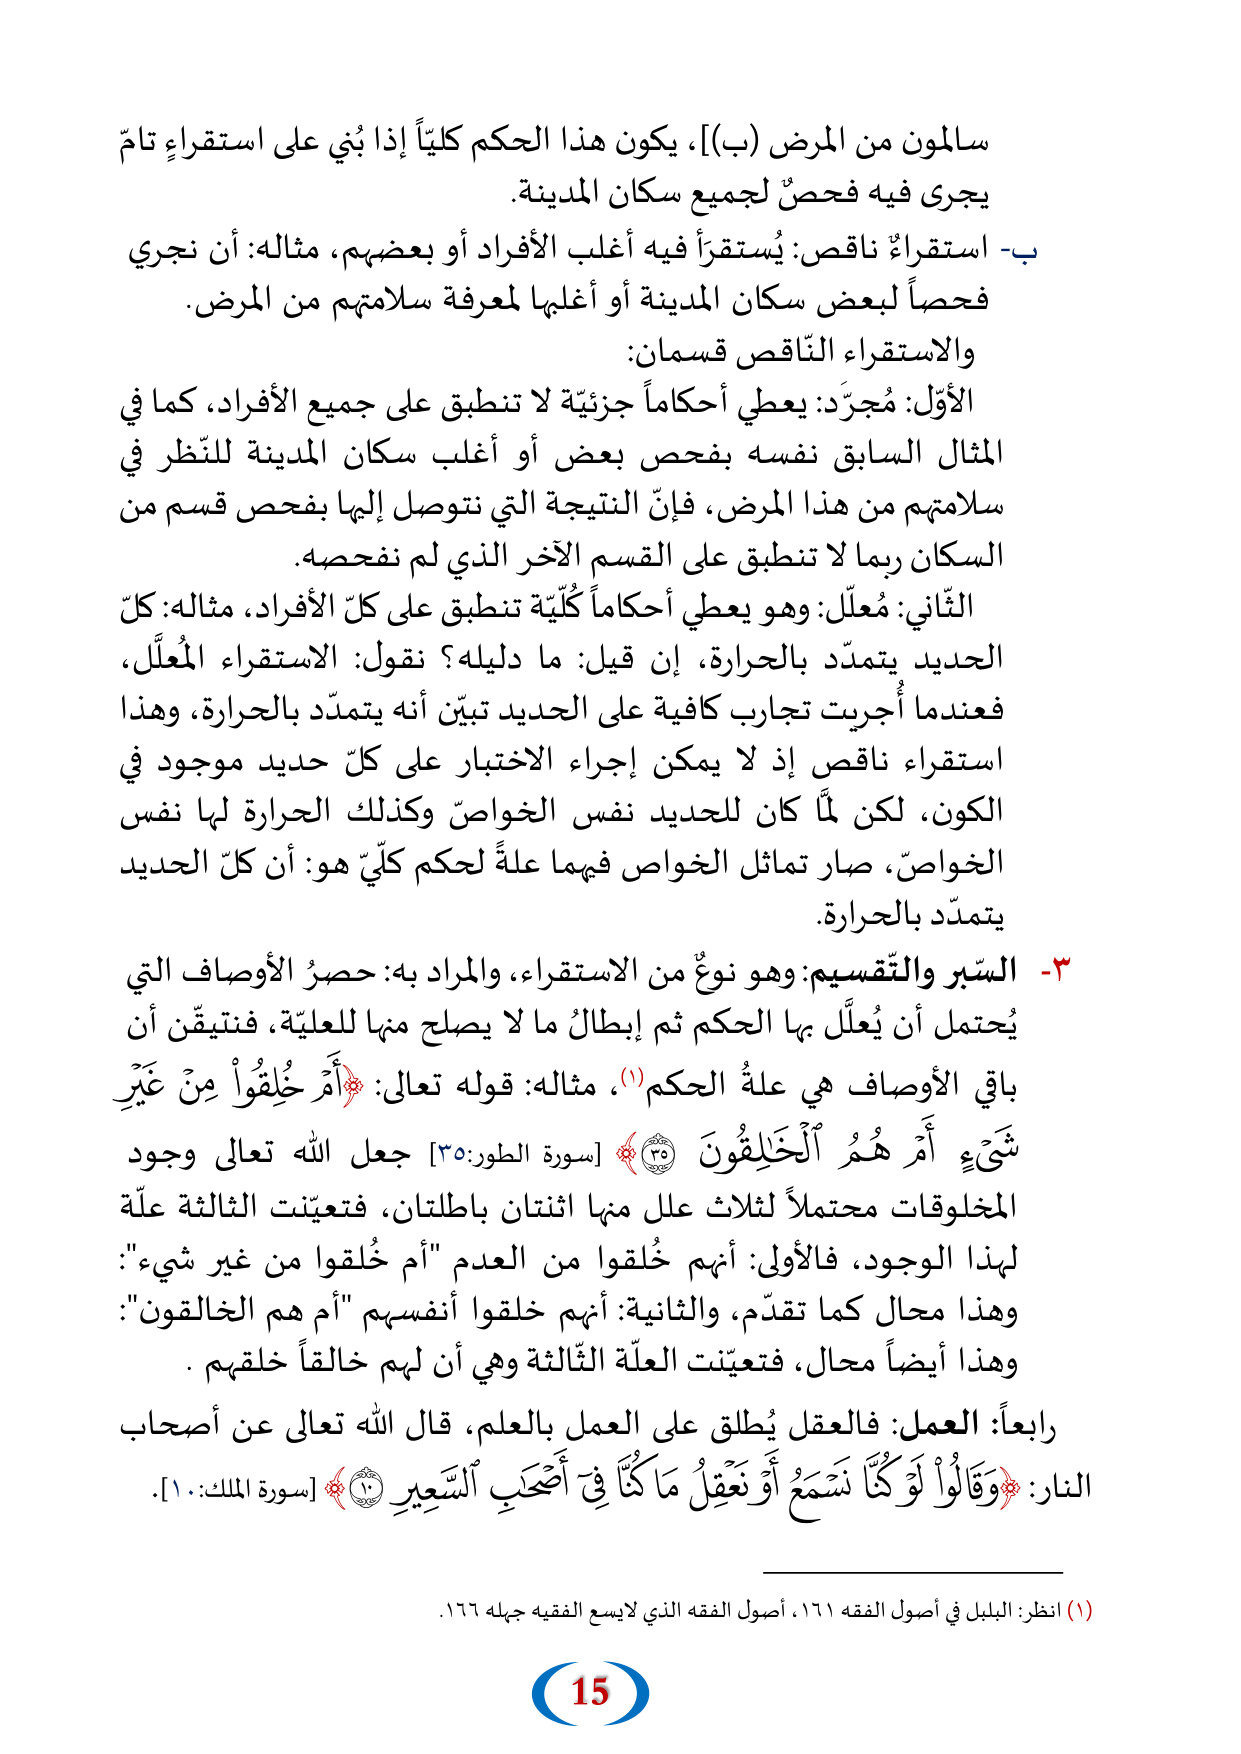 سالمون من المرض (ب)]، يكون هذا الحكم كليّاً إذا بُني على استقراءٍ تامّ
يجرى فيه فحصٌ لجميع سكان المدينة.
ب- استقراءٌ ناقص: يُستقرَأ فيه أغلب الأفراد أو بعضهم، مثاله: أن نجري
فحصاً لبعض سكان المدينة أو أغلبها لمعرفة سلامتهم من المرض.
والاستقراء النّاقص قسمان:
الأوّل: مُجرَّد: يعطي أحكاماً جزئيّة لا تنطبق على جميع الأفراد، كما في
المثال السابق نفسه بفحص بعض أو أغلب سكان المدينة للنّظر في
سلامتهم من هذا المرض، فإنّ النتيجة التي نتوصل إليها بفحص قسم من
السكان ربما لا تنطبق على القسم الآخر الذي لم نفحصه.
الثّاني: مُعلّل: وهو يعطي أحكاماً كُلّيّة تنطبق على كلّ الأفراد، مثاله: كلّ
الحديد يتمدّد بالحرارة، إن قيل: ما دليله؟ نقول: الاستقراء المُعلَّل،
فعندما أُجريت تجارب كافية على الحديد تبيّن أنه يتمدّد بالحرارة، وهذا
استقراء ناقص إذ لا يمكن إجراء الاختبار على كلّ حديد موجود في
الكون، لكن لمَّا كان للحديد نفس الخواصّ وكذلك الحرارة لها نفس
الخواصّ، صار تماثل الخواص فيهما علةً لحكم كلّيّ هو: أن كلّ الحديد
يتمدّد بالحرارة.
٣- السّبر والتّقسيم: وهو نوعٌ من الاستقراء، والمراد به: حصرُ الأوصاف التي
يُحتمل أن يُعلَّل بها الحكم ثم إبطالُ ما لا يصلح منها للعليّة، فنتيقّن أن
باقي الأوصاف هي علةُ الحكم(١)، مثاله: قوله تعالى: ﴿أَمۡ خُلِقُواْ مِنۡ غَيۡرِ
شَيۡءٍ أَمۡ هُمُ ٱلۡخَٰلِقُونَ ٣٥﴾ [سورة الطور:٣٥] جعل الله تعالى وجود
المخلوقات محتملاً لثلاث علل منها اثنتان باطلتان، فتعيّنت الثالثة علّة
لهذا الوجود، فالأولى: أنهم خُلقوا من العدم "أم خُلقوا من غير شيء":
وهذا محال كما تقدّم، والثانية: أنهم خلقوا أنفسهم "أم هم الخالقون":
وهذا أيضاً محال، فتعيّنت العلّة الثّالثة وهي أن لهم خالقاً خلقهم .
رابعاً: العمل: فالعقل يُطلق على العمل بالعلم، قال الله تعالى عن أصحاب
النار: ﴿وَقَالُواْ لَوۡ كُنَّا نَسۡمَعُ أَوۡ نَعۡقِلُ مَا كُنَّا فِيٓ أَصۡحَٰبِ ٱلسَّعِيرِ ١٠﴾ [سورة الملك:١٠].
(١) انظر: البلبل في أصول الفقه ١٦١، أصول الفقه الذي لايسع الفقيه جهله ١٦٦.
15